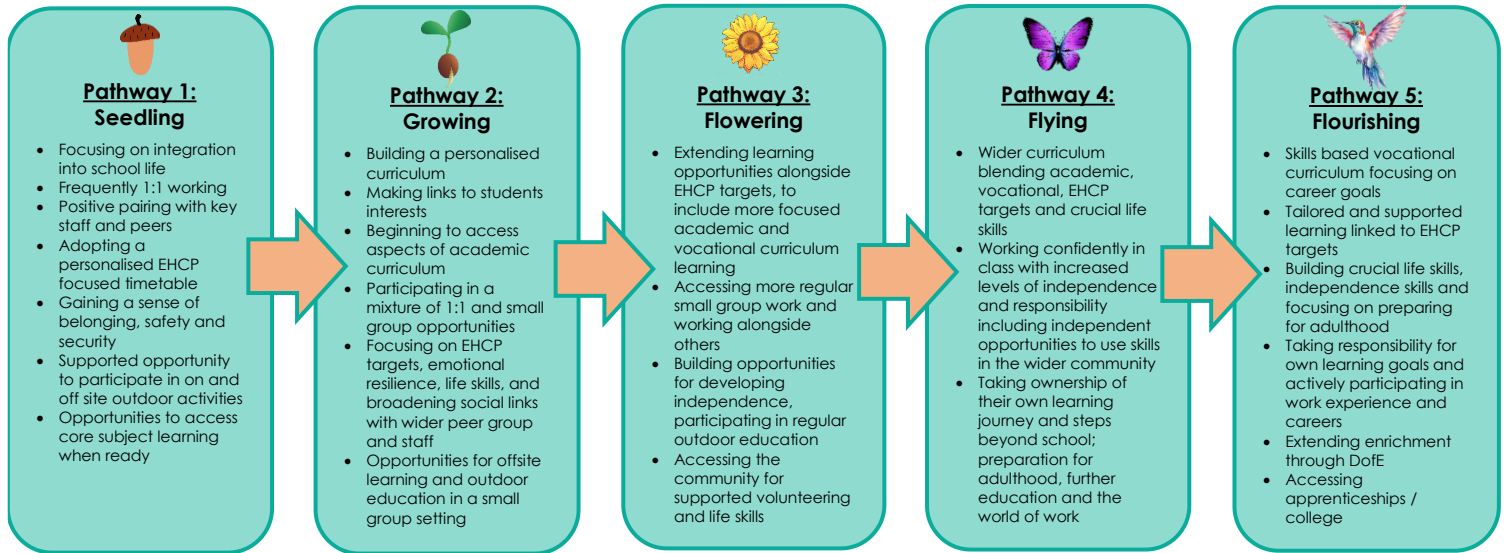 Pathway 1:
Seedling
• Focusing on integration
into school life
• Frequently 1:1 working
• Positive pairing with key
staff and peers
• Adopting a
personalised EHCP
focused timetable
• Gaining a sense of
belonging, safety and
security
• Supported opportunity
to participate in on and
off site outdoor activities
• Opportunities to access
core subject learning
when ready
Pathway 2:
Growing
• Building a personalised
curriculum
• Making links to students
interests
• Beginning to access
aspects of academic
curriculum
• Participating in a
mixture of 1:1 and small
group opportunities
• Focusing on EHCP
targets, emotional
resilience, life skills, and
broadening social links
with wider peer group
and staff
• Opportunities for offsite
learning and outdoor
education in a small
group setting
Pathway 3:
Flowering
• Extending learning
opportunities alongside
EHCP targets, to
include more focused
academic and
vocational curriculum
learning
• Accessing more regular
small group work and
working alongside
others
• Building opportunities
for developing
independence,
participating in regular
outdoor education
• Accessing the
community for
supported volunteering
and life skills
Pathway 4:
Flying
• Wider curriculum
blending academic,
vocational, EHCP
targets and crucial life
skills
• Working confidently in
class with increased
levels of independence
and responsibility
including independent
opportunities to use skills
in the wider community
• Taking ownership of
their own learning
journey and steps
beyond school;
preparation for
adulthood, further
education and the
world of work
Pathway 5:
Flourishing
• Skills based vocational
curriculum focusing on
career goals
• Tailored and supported
learning linked to EHCP
targets
• Building crucial life skills,
independence skills and
focusing on preparing
for adulthood
• Taking responsibility for
own learning goals and
actively participating in
work experience and
careers
• Extending enrichment
through DofE
• Accessing
apprenticeships /
college